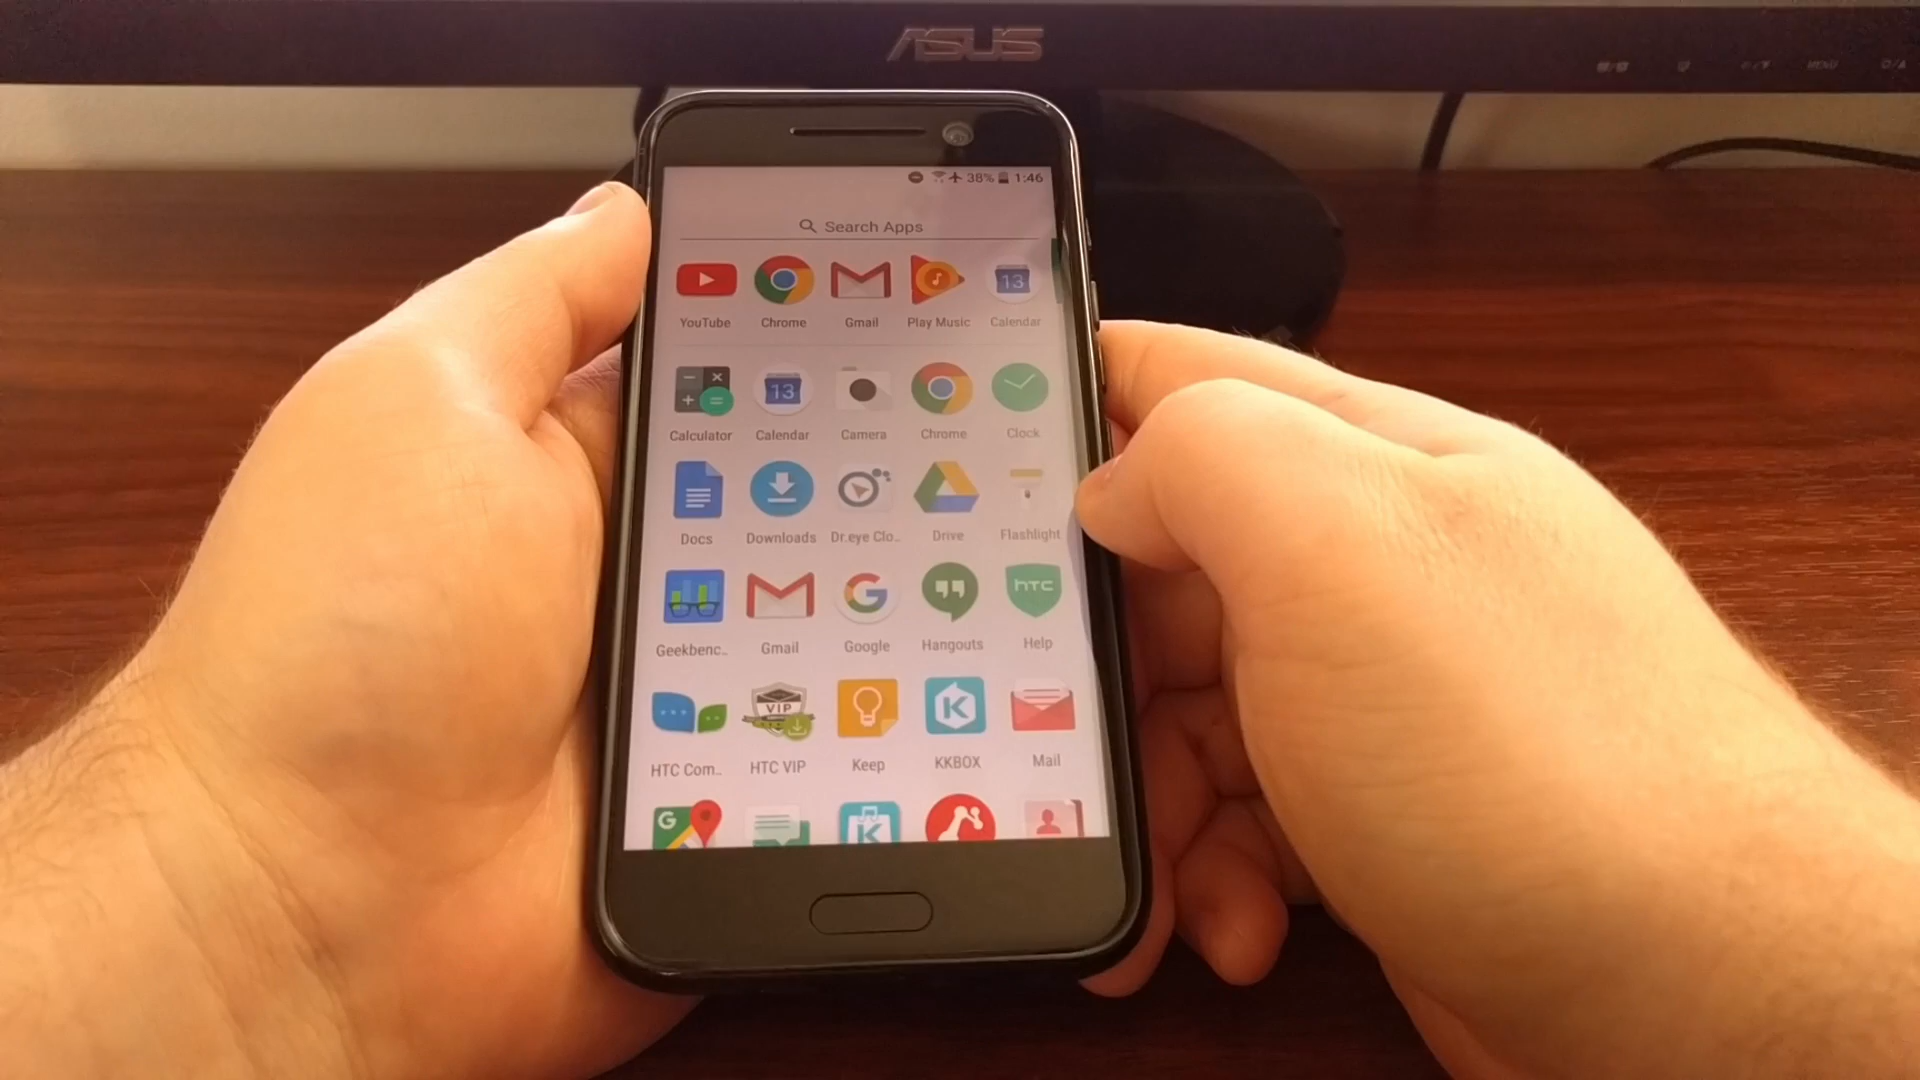 ASUS
38% 1:46
Search Apps
YouTube Chrome Gmail Play Music Calendar
13
Calculator Calendar Camera Chrome Clock
13
Docs Downloads Dr.eye Clo.. Drive Flashlight
hTC
Geekbenc.. Gmail Google Hangouts Help
VIP
HTC Com.. HTC VIP Keep KKBOX Mail
G